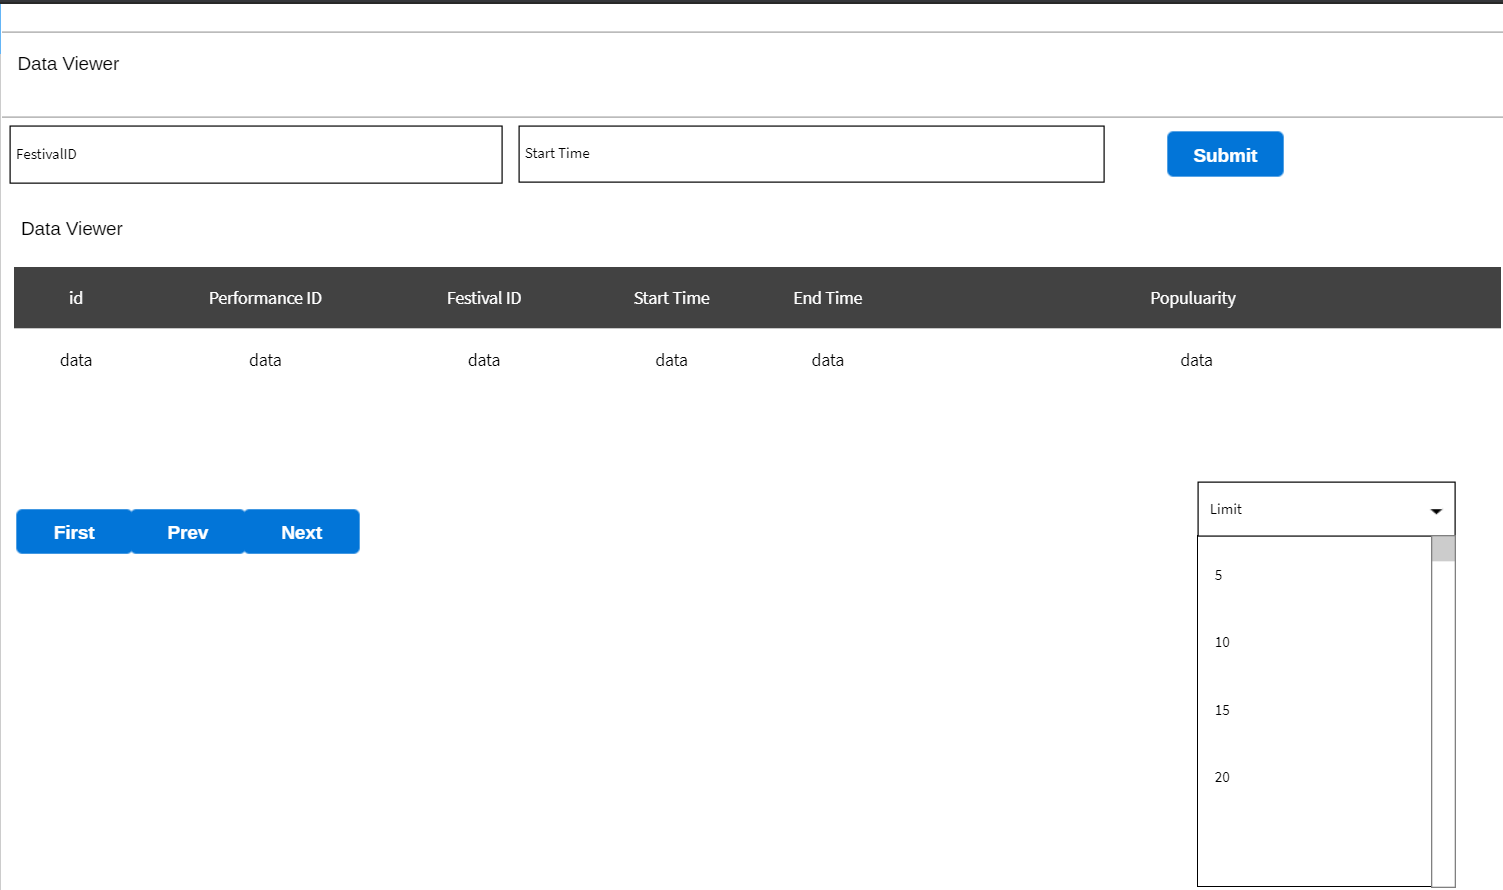 Data Viewer
FestivalID
Start Time
Submit
Data Viewer
id Performance ID Festival ID Start Time End Time Populuarity
data data data data data data
First Prev Next
Limit
5
10
15
20